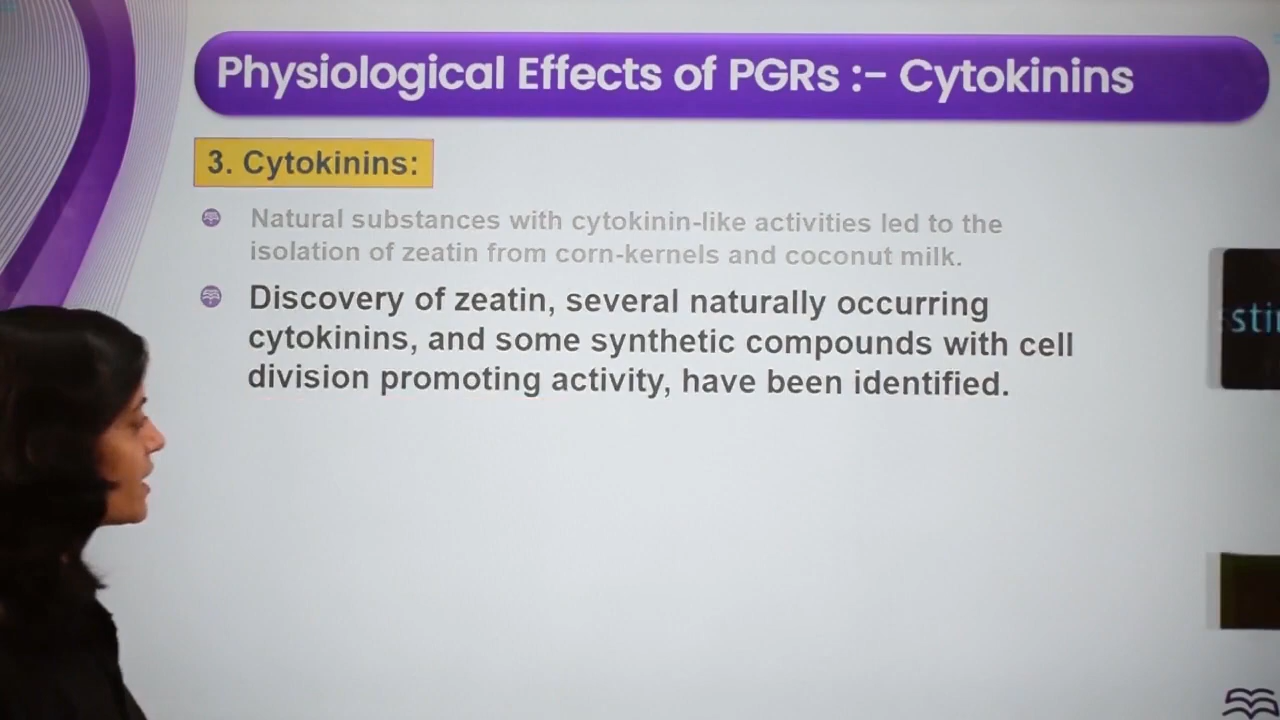 Physiological Effects of PGRs :- Cytokinins
3. Cytokinins:
Natural substances with cytokinin-like activities led to the
isolation of zeatin from corn-kernels and coconut milk.
Discovery of zeatin, several naturally occurring
cytokinins, and some synthetic compounds with cell
division promoting activity, have been identified.